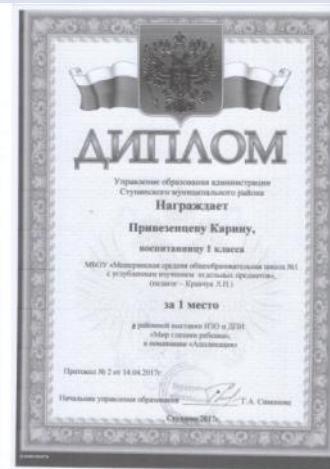 ДИПЛОМ
Управление образования администрации
Ступинского муниципального района
Награждает
Привезенцеву Карину,
воспитанницу 1 класса
МБОУ «Мещеринская средняя общеобразовательная школа №1
с углубленным изучением отдельных предметов»,
(педагог – Кравчук Л.П.)
за 1 место
в районной выставке ИЗО и ДПИ
«Мир глазами ребенка»,
в номинации «Аппликация»
Протокол № 2 от 14.04.2017г.
Начальник управления образования Т.А. Симонова
Ступино 2017г.